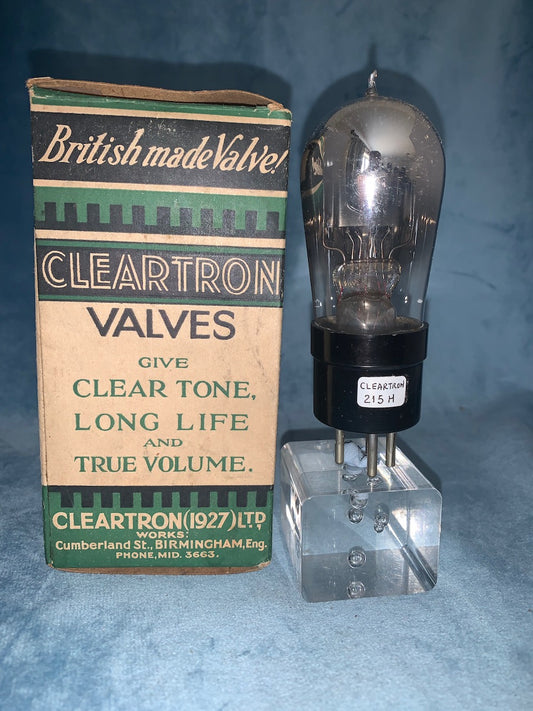 British made Valve!
CLEARTRON
VALVES
GIVE
CLEAR TONE,
LONG LIFE
AND
TRUE VOLUME.
CLEARTRON (1927) LTD
WORKS:
Cumberland St., BIRMINGHAM, Eng.
PHONE, MID. 3663.
CLEARTRON
215 H